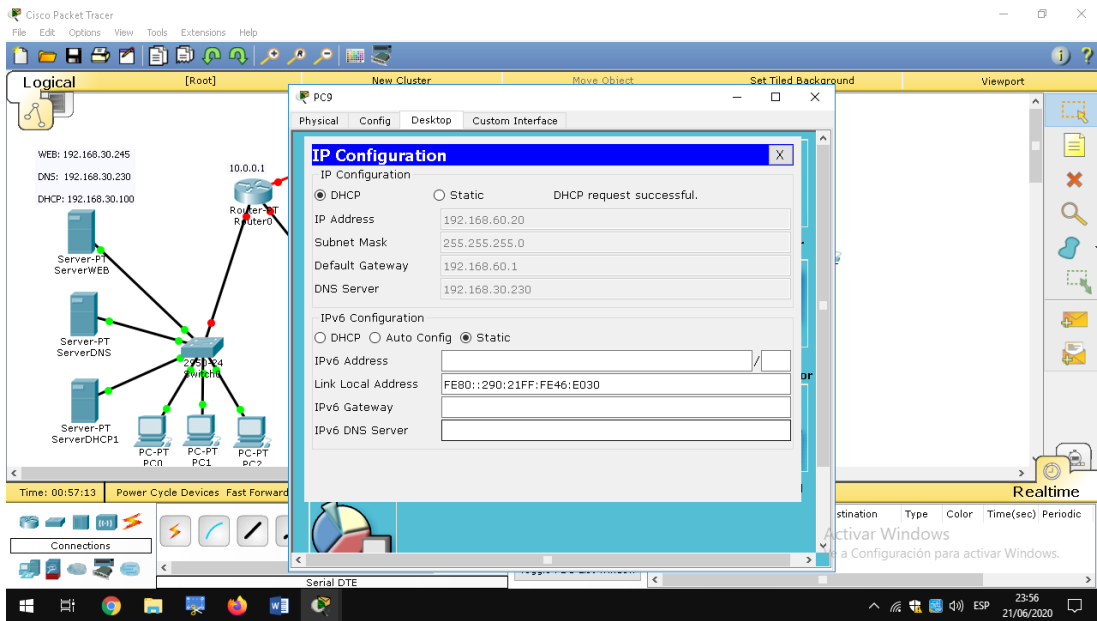 Cisco Packet Tracer
File Edit Options View Tools Extensions Help
Logical [Root] New Cluster Move Object Set Tiled Background Viewport
PC9
Physical Config Desktop Custom Interface
IP Configuration X
IP Configuration
DHCP Static DHCP request successful.
IP Address 192.168.60.20
Subnet Mask 255.255.255.0
Default Gateway 192.168.60.1
DNS Server 192.168.30.230
IPv6 Configuration
DHCP Auto Config Static
IPv6 Address /
Link Local Address FE80::290:21FF:FE46:E030
IPv6 Gateway
IPv6 DNS Server
WEB: 192.168.30.245
DNS: 192.168.30.230
DHCP: 192.168.30.100
10.0.0.1
Router-PT
Router0
Server-PT
ServerWEB
Server-PT
ServerDNS
2950-24
Switch0
Server-PT
ServerDHCP1
PC-PT
PC0
PC-PT
PC1
PC-PT
PC2
Time: 00:57:13 Power Cycle Devices Fast Forward
Realtime
Connections
Serial DTE
Type Color Time(sec) Periodic
Activar Windows
a Configuración para activar Windows.
ESP
23:56
21/06/2020